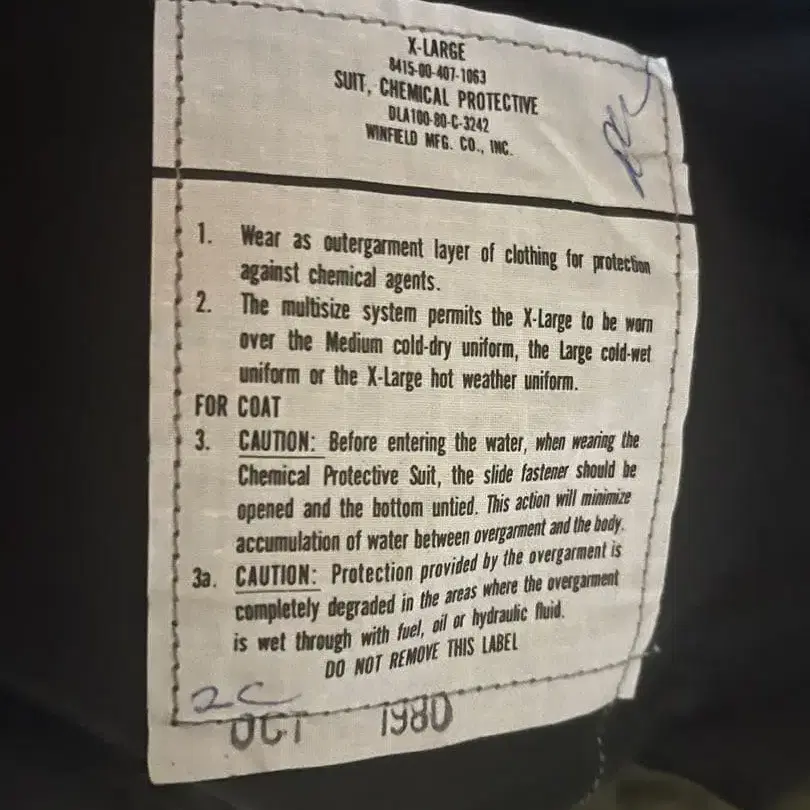 X-LARGE
8415-00-407-1063
SUIT, CHEMICAL PROTECTIVE
DLA100-80-C-3242
WINFIELD MFG. CO., INC.
1. Wear as outergarment layer of clothing for protection
against chemical agents.
2. The multisize system permits the X-Large to be worn
over the Medium cold-dry uniform, the Large cold-wet
uniform or the X-Large hot weather uniform.
FOR COAT
3. CAUTION: Before entering the water, when wearing the
Chemical Protective Suit, the slide fastener should be
opened and the bottom untied. This action will minimize
accumulation of water between overgarment and the body.
3a. CAUTION: Protection provided by the overgarment is
completely degraded in the areas where the overgarment
is wet through with fuel, oil or hydraulic fluid.
DO NOT REMOVE THIS LABEL
2C
OCT 1980